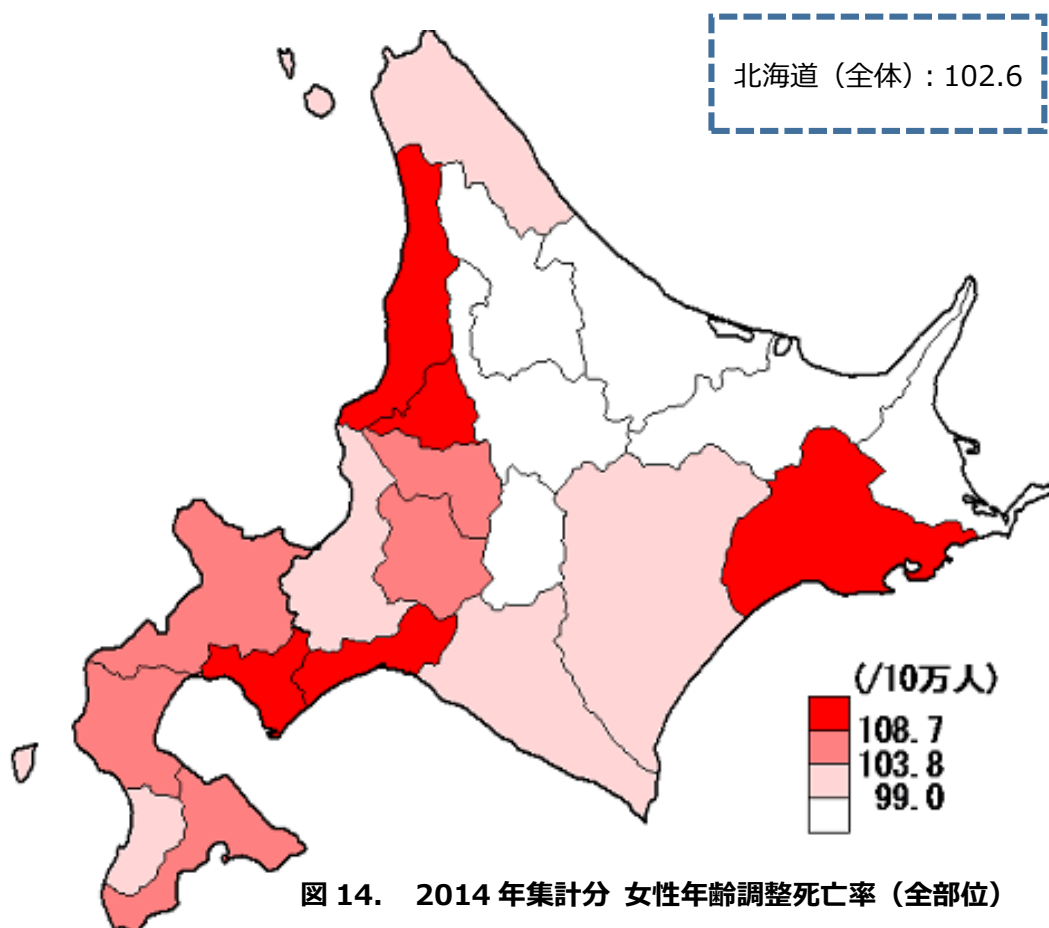 北海道（全体）: 102.6
(/10万人)
108.7
103.8
99.0
図 14.　2014 年集計分 女性年齢調整死亡率（全部位）